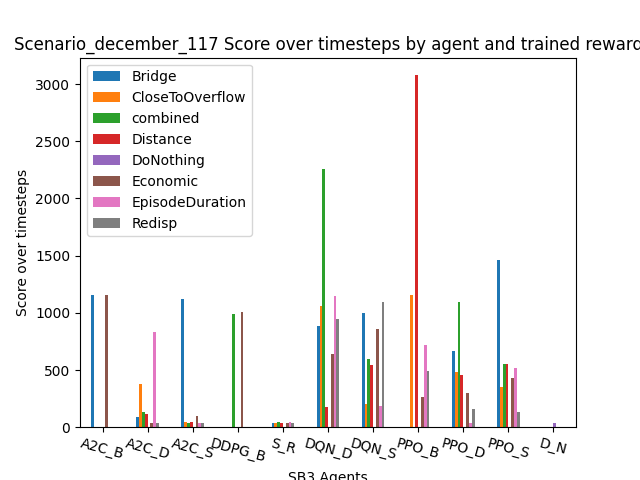 Scenario_december_117 Score over timesteps by agent and trained reward
Bridge
CloseToOverflow
combined
Distance
DoNothing
Economic
EpisodeDuration
Redisp
Score over timesteps
3000
2500
2000
1500
1000
500
0
A2C_B A2C_D A2C_S DDPG_B S_R DQN_D DQN_S PPO_B PPO_D PPO_S D_N
SB3 Agents